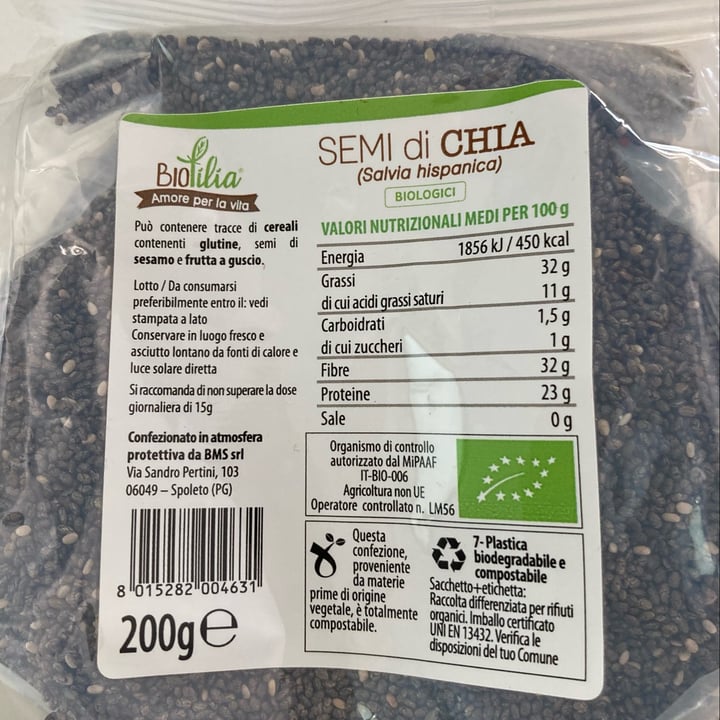 BIOfilia
Amore per la vita
Può contenere tracce di cereali
contenenti glutine, semi di
sesamo e frutta a guscio.
Lotto / Da consumarsi
preferibilmente entro il: vedi
stampata a lato
Conservare in luogo fresco e
asciutto lontano da fonti di calore e
luce solare diretta
Si raccomanda di non superare la dose
giornaliera di 15g
Confezionato in atmosfera
protettiva da BMS srl
Via Sandro Pertini, 103
06049 – Spoleto (PG)
8 015282 004631
200g e
SEMI di CHIA
(Salvia hispanica)
BIOLOGICI
VALORI NUTRIZIONALI MEDI PER 100 g
Energia 1856 kJ / 450 kcal
Grassi 32 g
di cui acidi grassi saturi 11 g
Carboidrati 1,5 g
di cui zuccheri 1 g
Fibre 32 g
Proteine 23 g
Sale 0 g
Organismo di controllo
autorizzato dal MiPAAF
IT-BIO-006
Agricoltura non UE
Operatore controllato n. LM56
Questa
confezione,
proveniente
da materie
prime di origine
vegetale, è totalmente
compostabile.
7- Plastica
biodegradabile e
compostabile
Sacchetto+etichetta:
Raccolta differenziata per rifiuti
organici. Imballo certificato
UNI EN 13432. Verifica le
disposizioni del tuo Comune